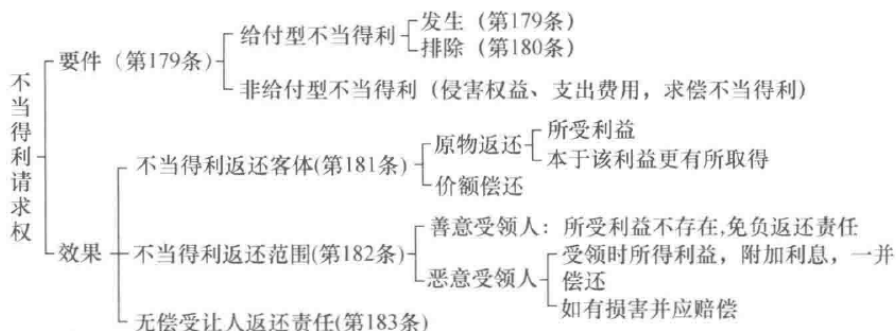 不当得利请求权
要件（第179条）
给付型不当得利
发生（第179条）
排除（第180条）
非给付型不当得利（侵害权益、支出费用，求偿不当得利）
效果
不当得利返还客体(第181条)
原物返还
所受利益
本于该利益更有所取得
价额偿还
不当得利返还范围(第182条)
善意受领人：所受利益不存在,免负返还责任
恶意受领人
受领时所得利益，附加利息，一并
偿还
如有损害并应赔偿
无偿受让人返还责任(第183条)